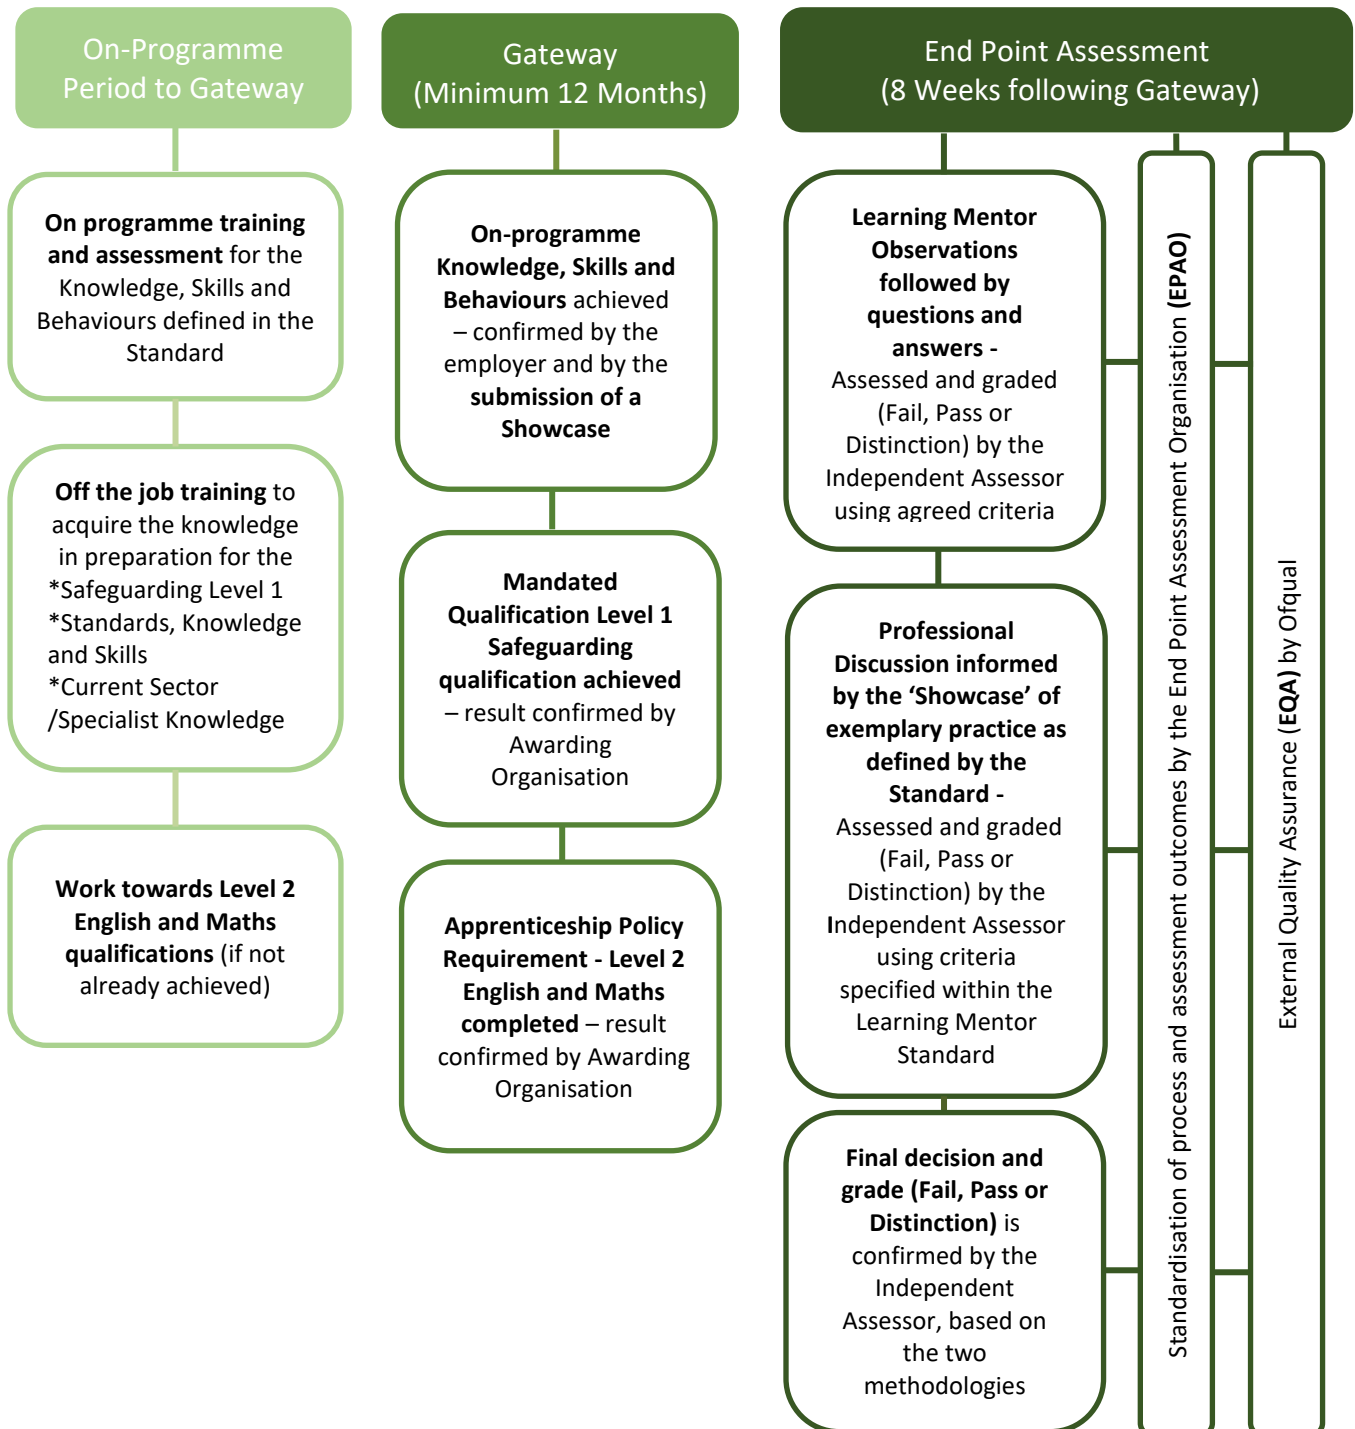 On-Programme
Period to Gateway
On programme training
and assessment for the
Knowledge, Skills and
Behaviours defined in the
Standard
Off the job training to
acquire the knowledge
in preparation for the
*Safeguarding Level 1
*Standards, Knowledge
and Skills
*Current Sector
/Specialist Knowledge
Work towards Level 2
English and Maths
qualifications (if not
already achieved)
Gateway
(Minimum 12 Months)
On-programme
Knowledge, Skills and
Behaviours achieved
– confirmed by the
employer and by the
submission of a
Showcase
Mandated
Qualification Level 1
Safeguarding
qualification achieved
– result confirmed by
Awarding
Organisation
Apprenticeship Policy
Requirement - Level 2
English and Maths
completed – result
confirmed by Awarding
Organisation
End Point Assessment
(8 Weeks following Gateway)
Learning Mentor
Observations
followed by
questions and
answers -
Assessed and graded
(Fail, Pass or
Distinction) by the
Independent Assessor
using agreed criteria
Professional
Discussion informed
by the ‘Showcase’ of
exemplary practice as
defined by the
Standard -
Assessed and graded
(Fail, Pass or
Distinction) by the
Independent Assessor
using criteria
specified within the
Learning Mentor
Standard
Final decision and
grade (Fail, Pass or
Distinction) is
confirmed by the
Independent
Assessor, based on
the two
methodologies
Standardisation of process and assessment outcomes by the End Point Assessment Organisation (EPAO)
External Quality Assurance (EQA) by Ofqual